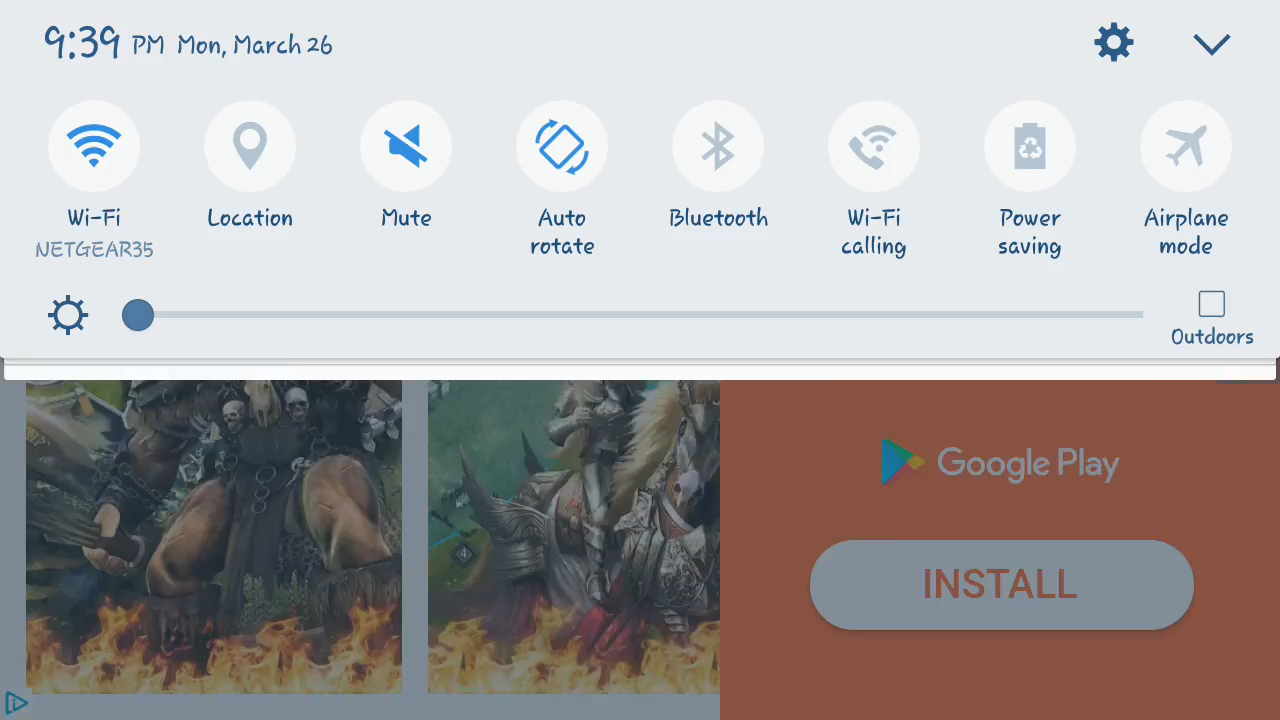 9:39 PM Mon, March 26
Wi-Fi
NETGEAR35
Location
Mute
Auto
rotate
Bluetooth
Wi-Fi
calling
Power
saving
Airplane
mode
Outdoors
4
Google Play
INSTALL